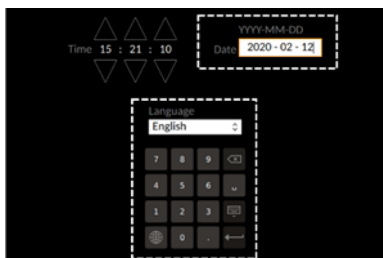 YYYY-MM-DD
Time 15 : 21 : 10
Date 2020 - 02 - 12
Language
English
7 8 9
4 5 6
1 2 3
0 .